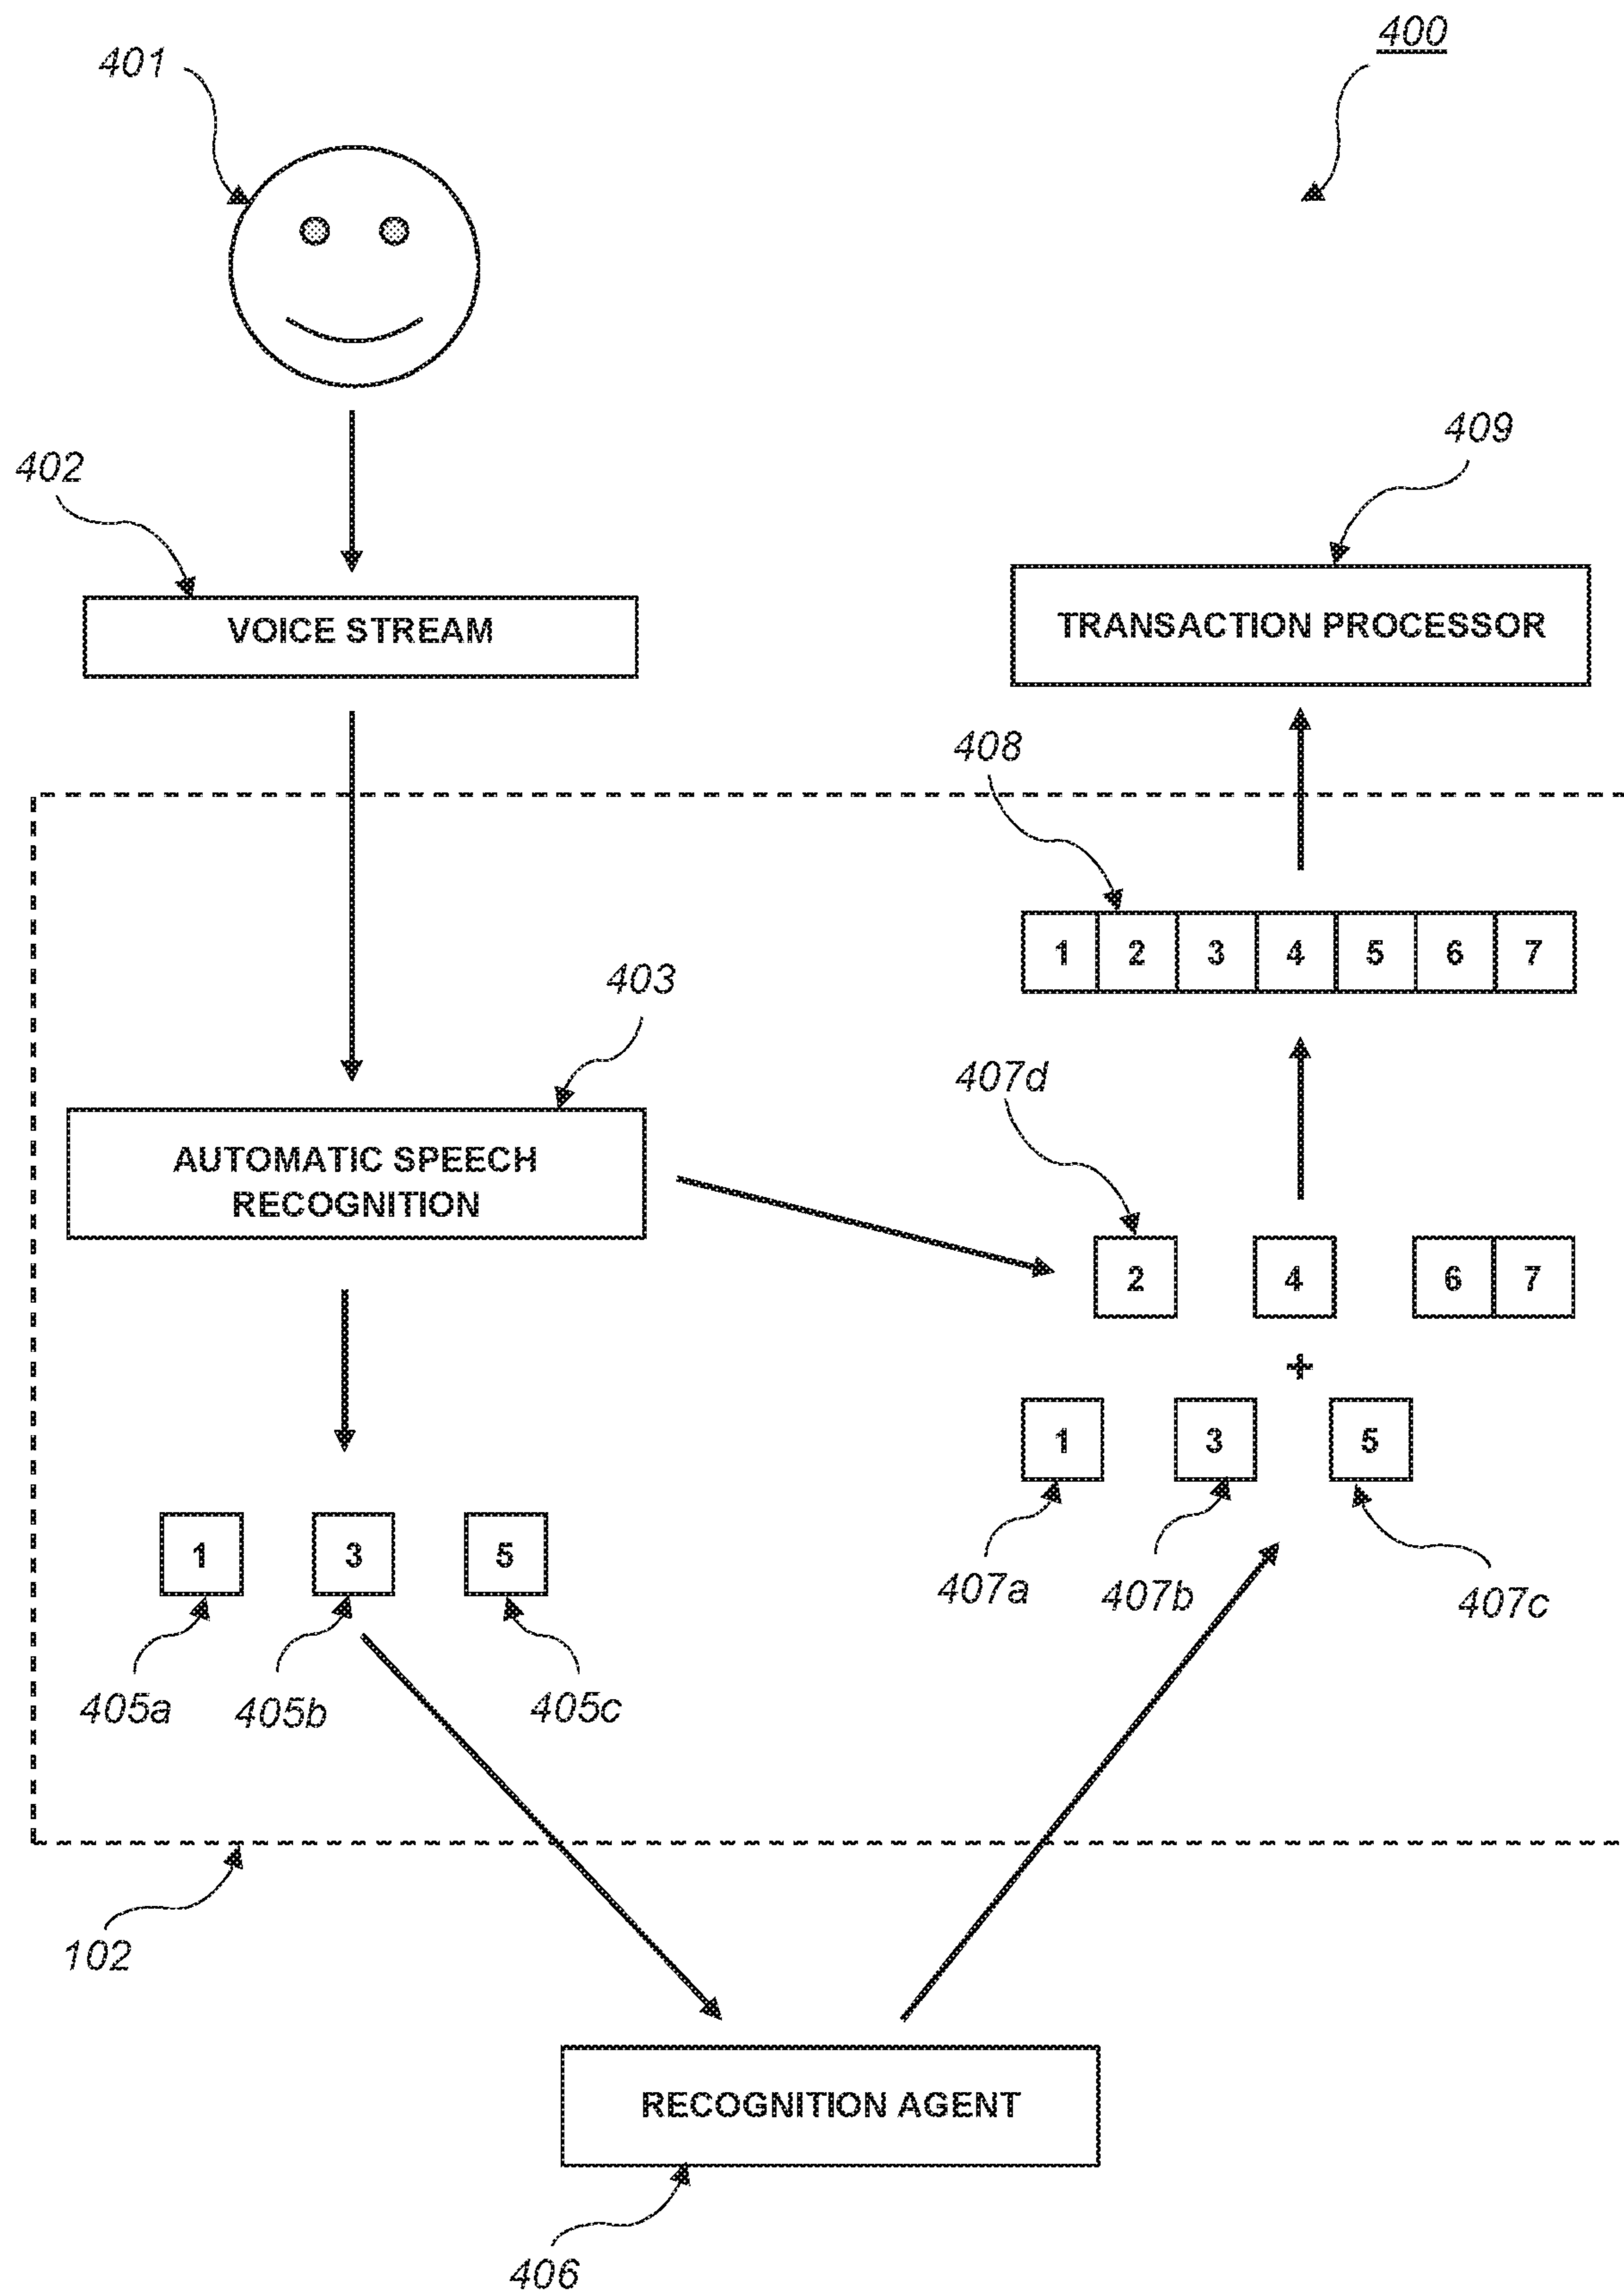 400
401
402
VOICE STREAM
409
TRANSACTION PROCESSOR
408
1 2 3 4 5 6 7
403
AUTOMATIC SPEECH
RECOGNITION
407d
2 4 6 7
+
1 3 5
407a 407b 407c
1 3 5
405a 405b 405c
102
RECOGNITION AGENT
406